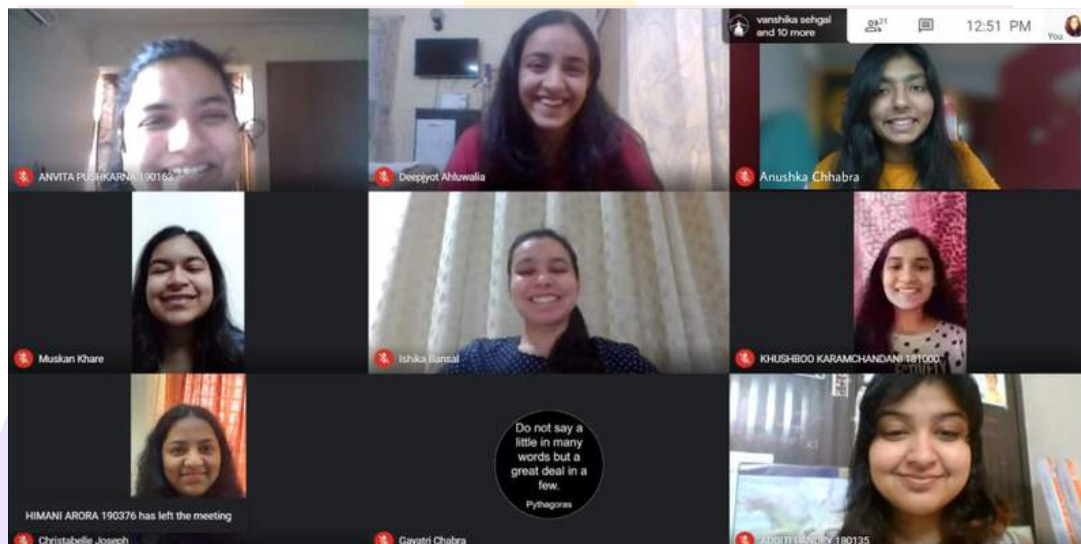 vanshika sehgal
and 10 more
21
12:51 PM
You
ANVITA PUSHKARNA 190163
Deepjyot Ahluwalia
Anushka Chhabra
Muskan Khare
Ishika Bansal
KHUSHBOO KARAMCHANDANI 181000
Do not say a
little in many
words but a
great deal in a
few.
Pythagoras
HIMANI ARORA 190376 has left the meeting
Christabelle Joseph
Gayatri Chabra
ADDITI PANDEY 180135